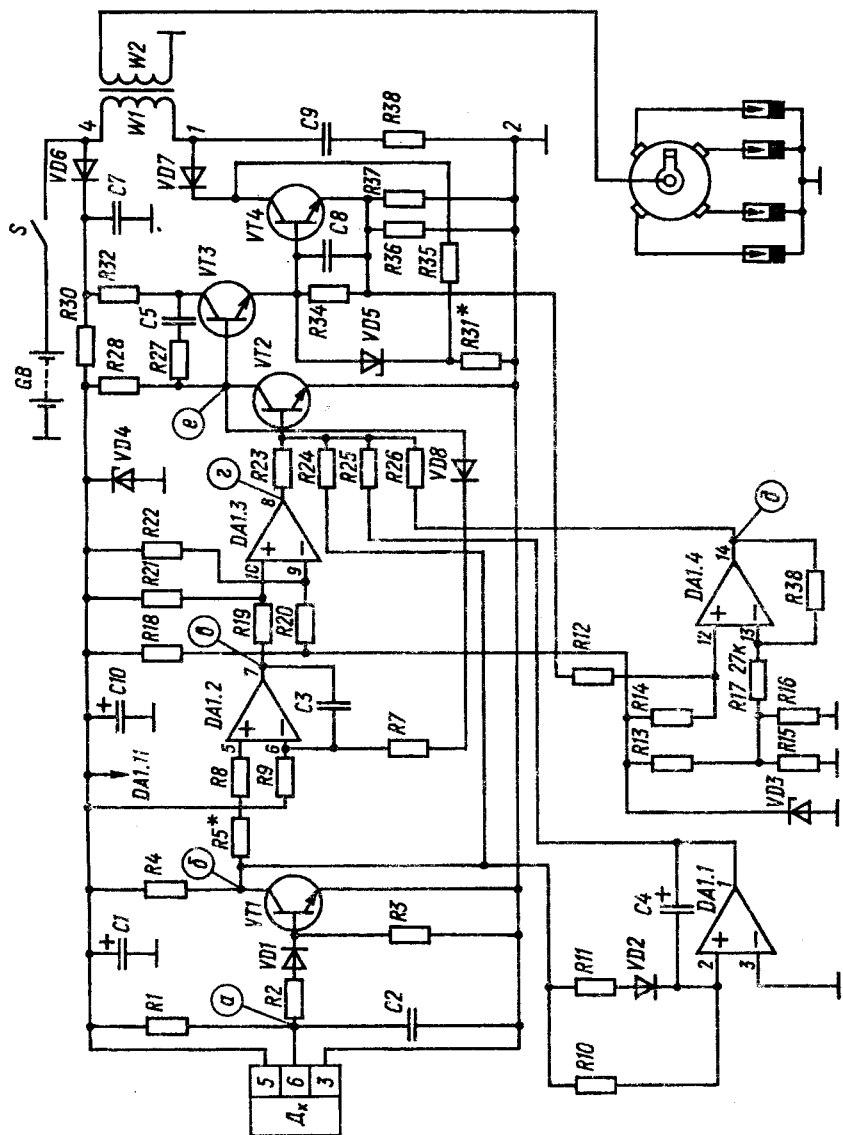 S
GB
4
W1
W2
VD6
1
C7
VD7
C9
R38
2
R30
R32
R28
C5
R27
VT3
VT4
C8
R34
R36
R37
R35
VD5
R31*
е
VT2
VD4
г
8
DA1.3
+
−
10
9
R23
R24
R25
R26
VD8
R22
R21
R18
R19
R20
в
7
DA1.2
+
−
5
6
C3
R7
+
C10
DA1.11
R8
R9
R5*
R4
б
VT1
+
C1
VD1
R3
R1
а
R2
C2
5
6
3
Дк
R10
R11
VD2
+
C4
DA1.1
1
2
3
+
−
VD3
R12
R13
R14
R15
R16
R17 27к
12
13
+
−
DA1.4
14
д
R38